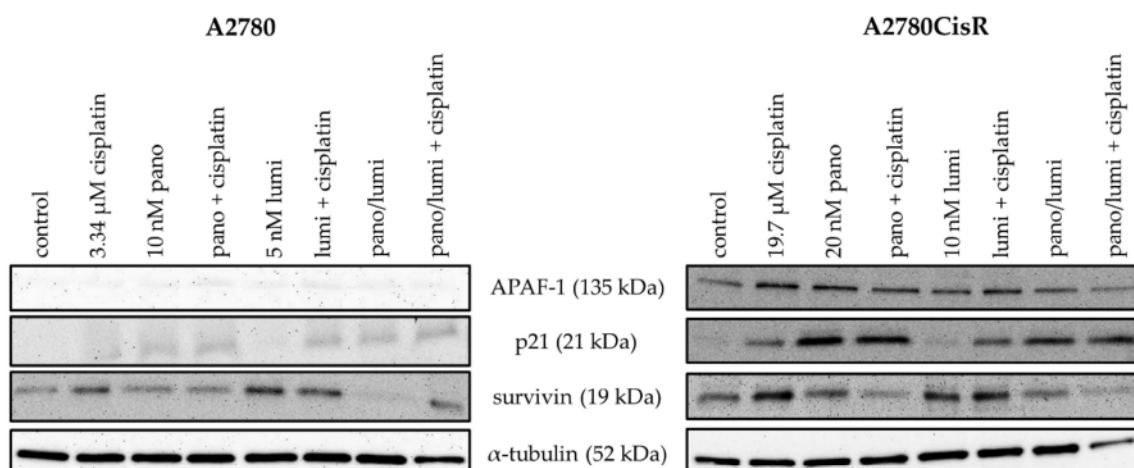 A2780
A2780CisR
control
3.34 µM cisplatin
10 nM pano
pano + cisplatin
5 nM lumi
lumi + cisplatin
pano/lumi
pano/lumi + cisplatin
control
19.7 µM cisplatin
20 nM pano
pano + cisplatin
10 nM lumi
lumi + cisplatin
pano/lumi
pano/lumi + cisplatin
APAF-1 (135 kDa)
p21 (21 kDa)
survivin (19 kDa)
α-tubulin (52 kDa)